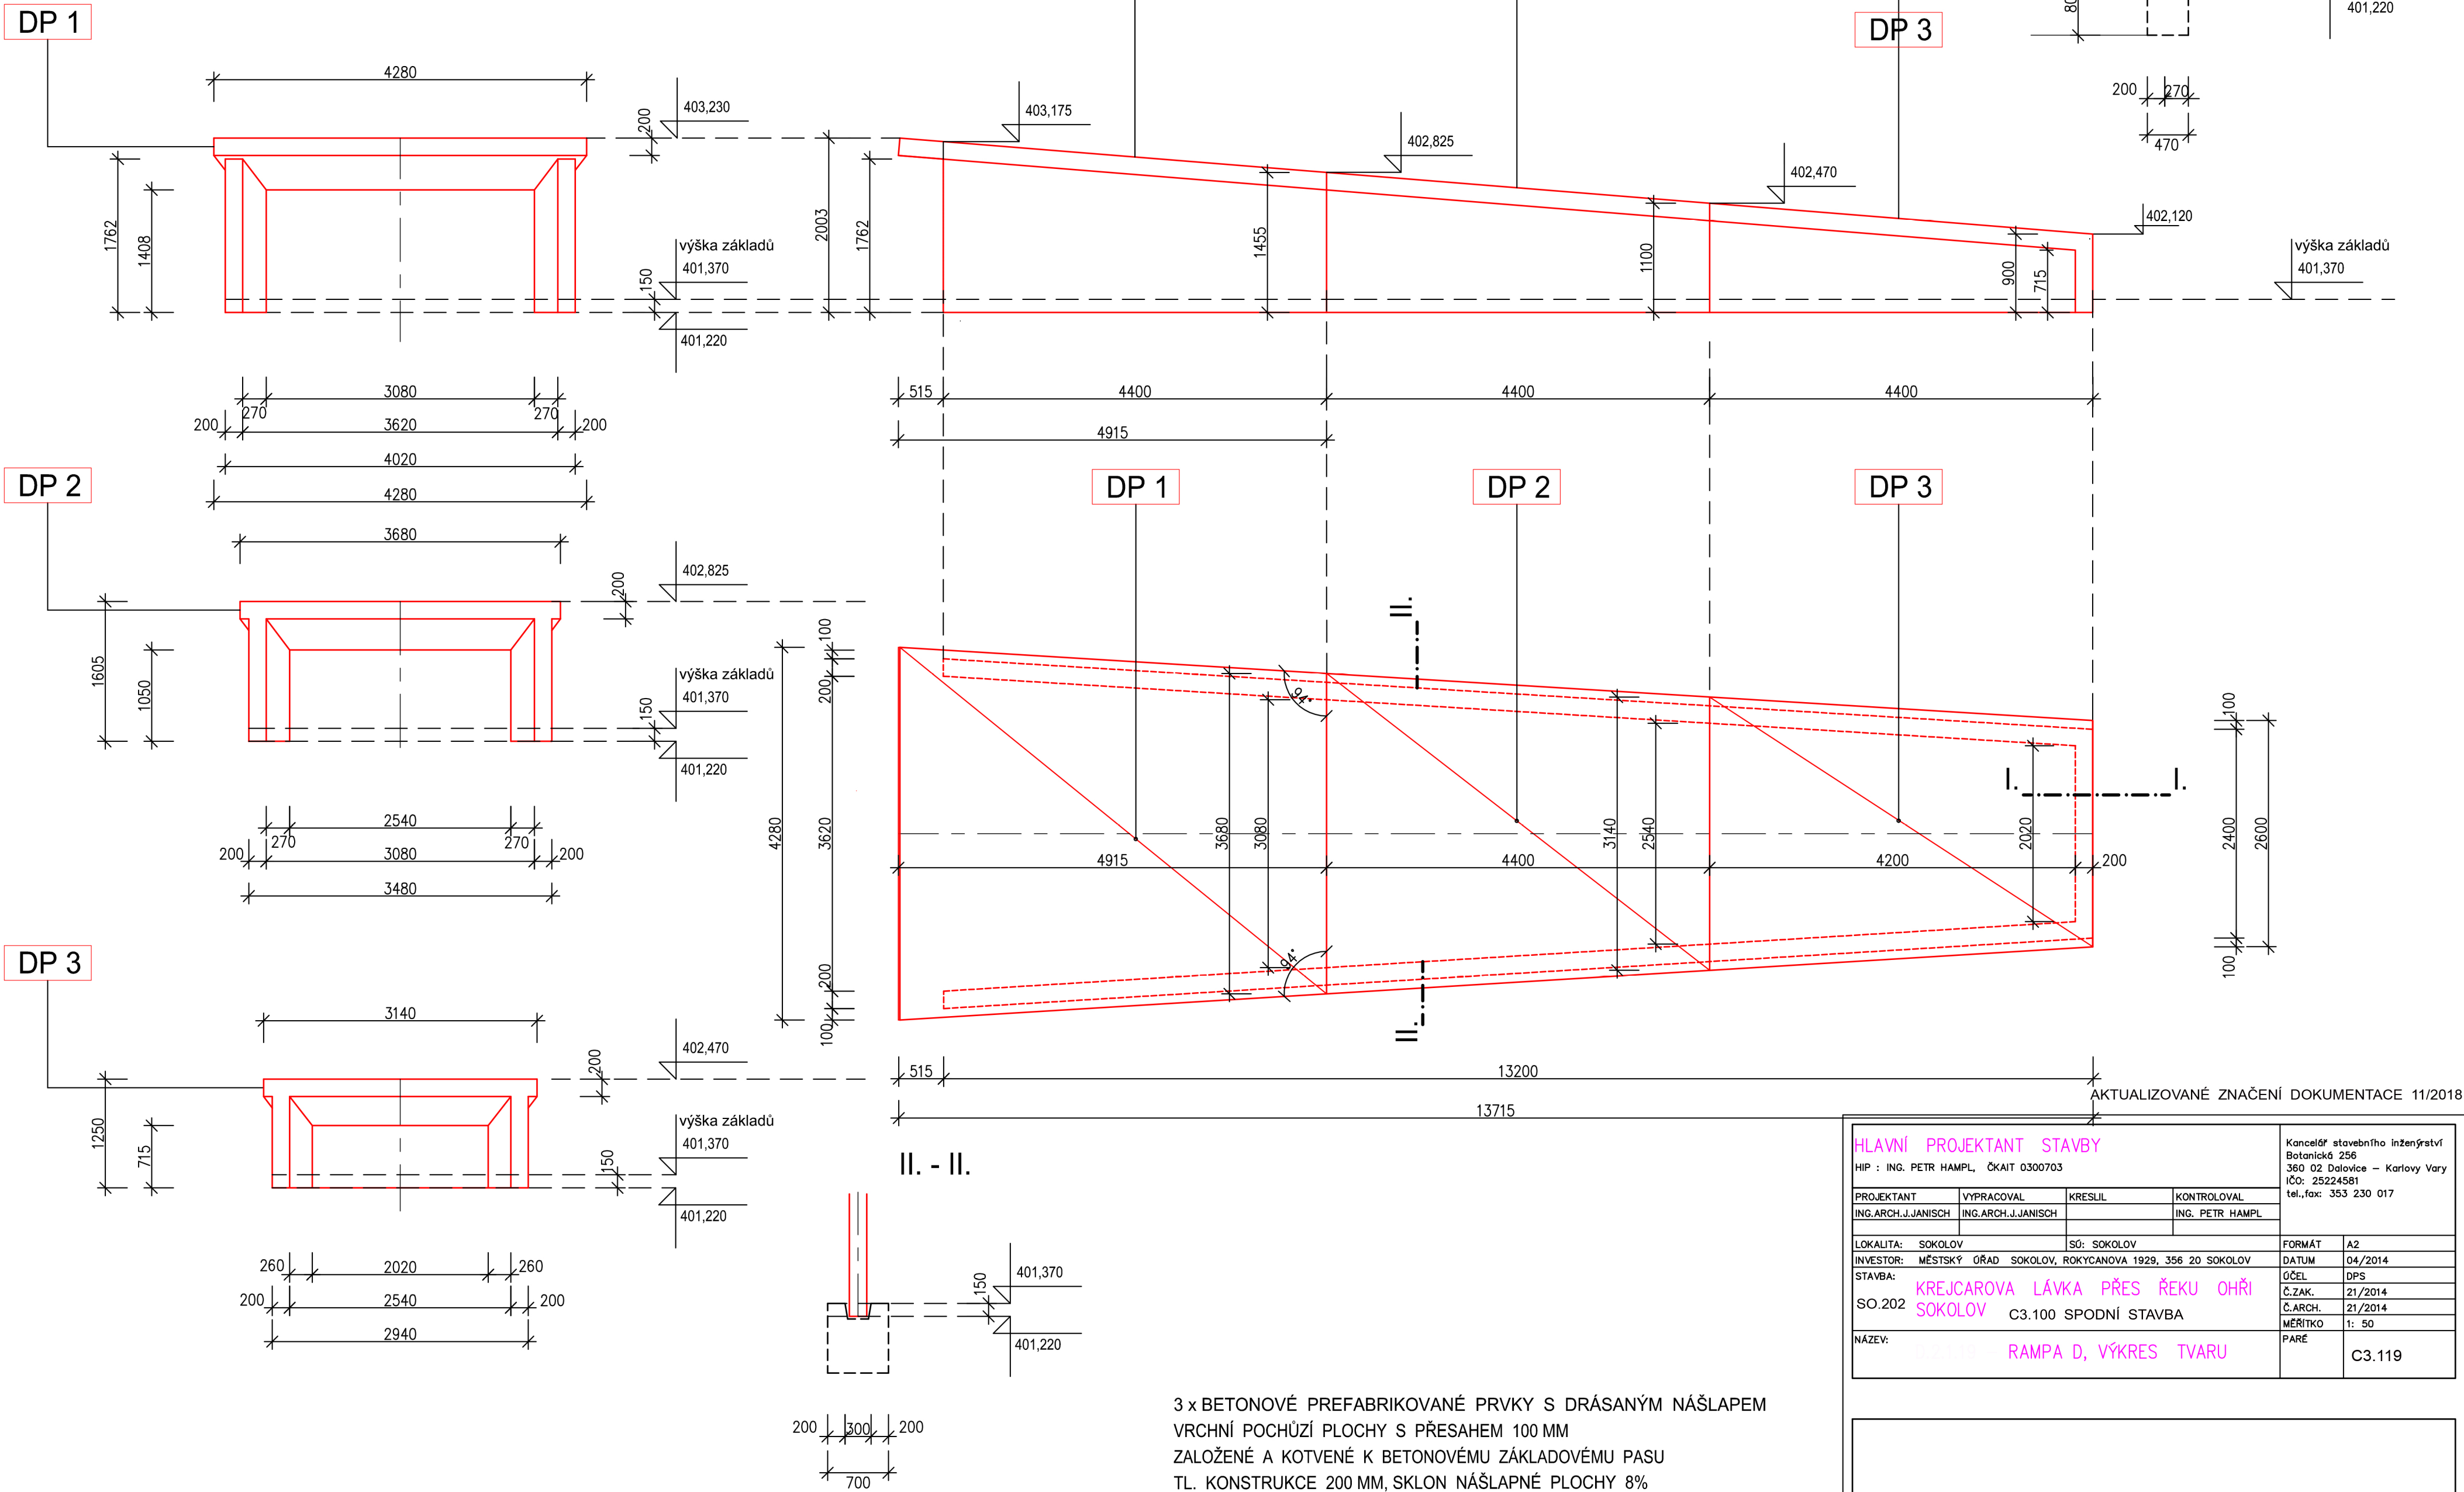 DP 1
4280
403,230
200
1762
1408
výška základů
401,370
150
401,220
3080
270
270
200
3620
200
4020
4280
DP 2
3680
402,825
200
1605
1050
výška základů
401,370
150
401,220
2540
270
270
200
3080
200
3480
DP 3
3140
402,470
200
1250
715
výška základů
401,370
150
401,220
260
2020
260
200
2540
200
2940
DP 3
401,220
200
270
470
403,175
402,825
402,470
402,120
2003
1762
1455
1100
900
715
výška základů
401,370
515
4400
4400
4400
4915
DP 1
DP 2
DP 3
II.
100
200
94°
4280
3620
3680
3080
3140
2540
2020
I.
I.
100
2400
2600
4915
4400
4200
200
94°
200
100
100
II.
515
13200
13715
II. - II.
401,370
150
401,220
200
300
200
700
3 x BETONOVÉ PREFABRIKOVANÉ PRVKY S DRÁSANÝM NÁŠLAPEM
VRCHNÍ POCHŮZÍ PLOCHY S PŘESAHEM 100 MM
ZALOŽENÉ A KOTVENÉ K BETONOVÉMU ZÁKLADOVÉMU PASU
TL. KONSTRUKCE 200 MM, SKLON NÁŠLAPNÉ PLOCHY 8%
AKTUALIZOVANÉ ZNAČENÍ DOKUMENTACE 11/2018
HLAVNÍ PROJEKTANT STAVBY
HIP : ING. PETR HAMPL, ČKAIT 0300703
Kancelář stavebního inženýrství
Botanická 256
360 02 Dalovice – Karlovy Vary
IČO: 25224581
tel.,fax: 353 230 017
PROJEKTANT VYPRACOVAL KRESLIL KONTROLOVAL
ING.ARCH.J.JANISCH ING.ARCH.J.JANISCH ING. PETR HAMPL
LOKALITA: SOKOLOV SÚ: SOKOLOV FORMÁT A2
INVESTOR: MĚSTSKÝ ÚŘAD SOKOLOV, ROKYCANOVA 1929, 356 20 SOKOLOV DATUM 04/2014
STAVBA: ÚČEL DPS
KREJCAROVA LÁVKA PŘES ŘEKU OHŘI Č.ZAK. 21/2014
SO.202 SOKOLOV C3.100 SPODNÍ STAVBA Č.ARCH. 21/2014
MĚŘÍTKO 1: 50
NÁZEV: RAMPA D, VÝKRES TVARU PARÉ C3.119